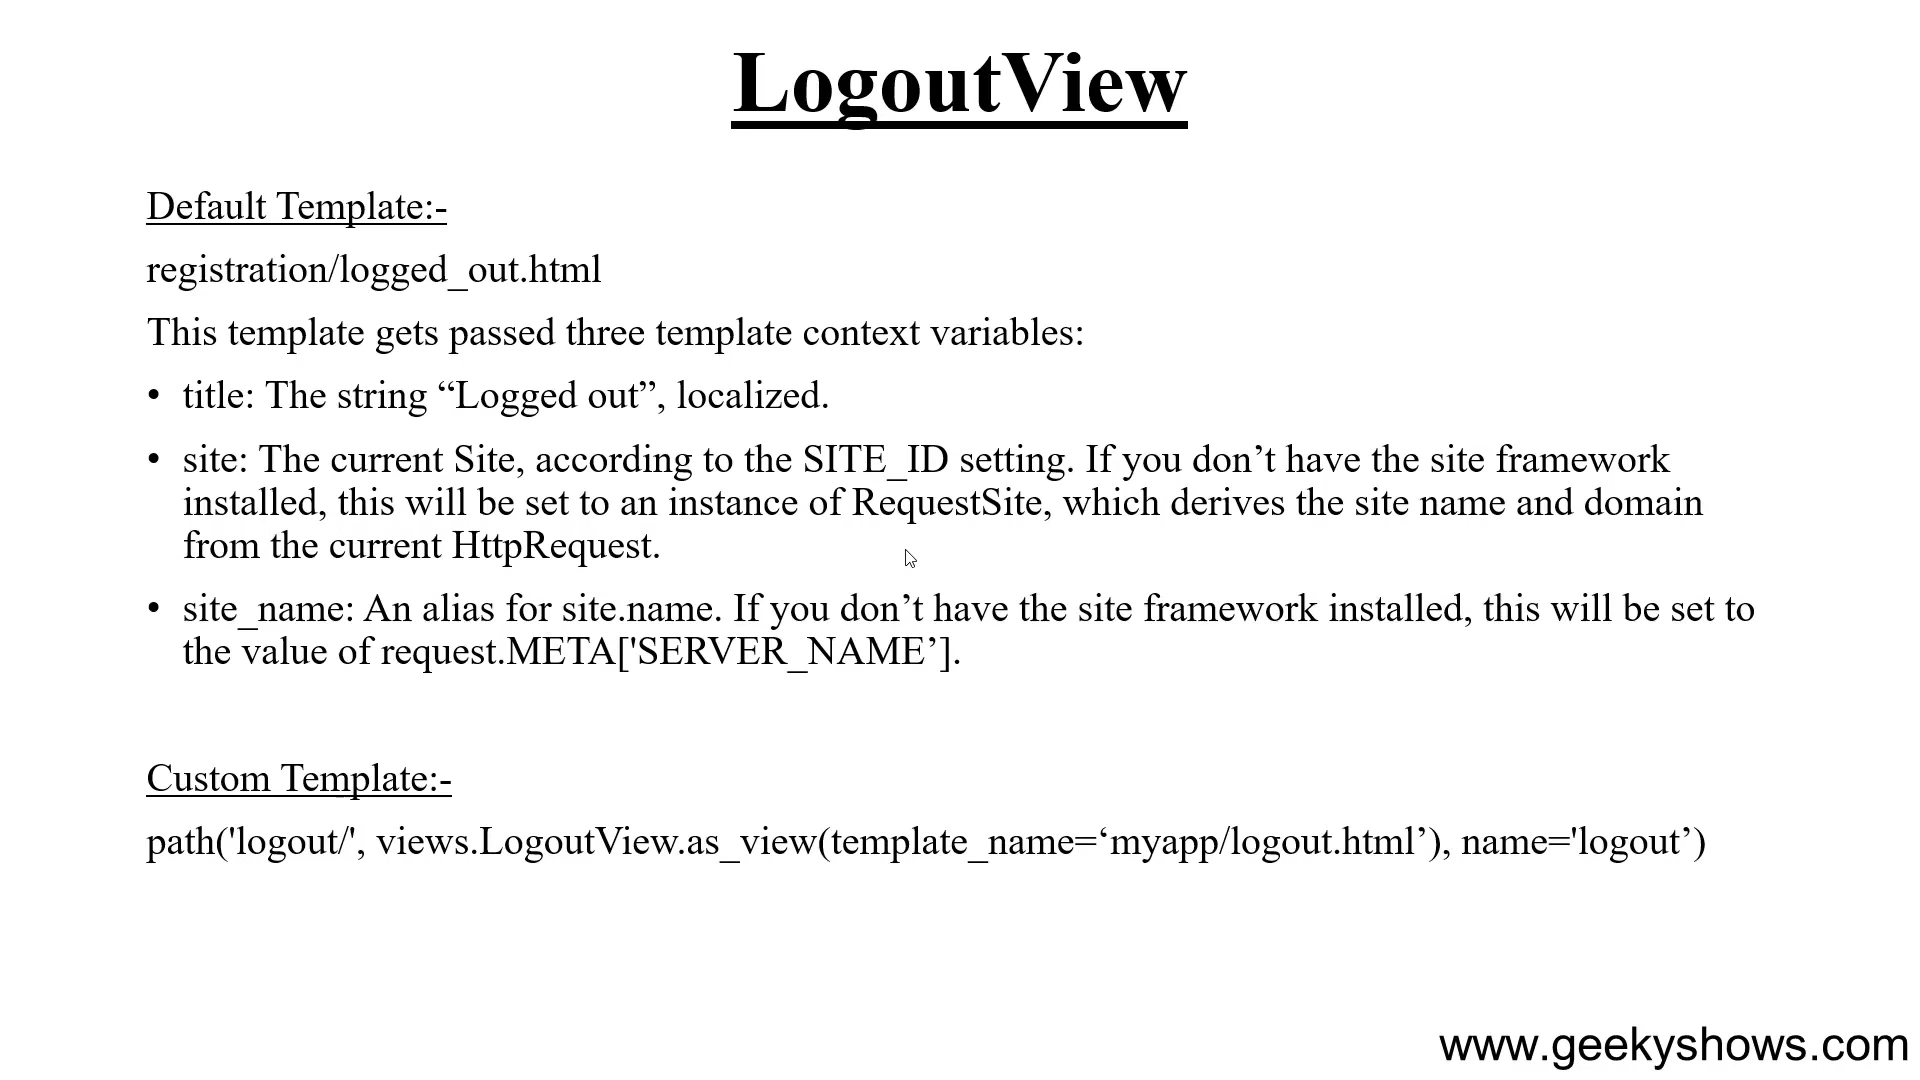 LogoutView
Default Template:-
registration/logged_out.html
This template gets passed three template context variables:
• title: The string “Logged out”, localized.
• site: The current Site, according to the SITE_ID setting. If you don’t have the site framework
installed, this will be set to an instance of RequestSite, which derives the site name and domain
from the current HttpRequest.
• site_name: An alias for site.name. If you don’t have the site framework installed, this will be set to
the value of request.META['SERVER_NAME’].
Custom Template:-
path('logout/', views.LogoutView.as_view(template_name=‘myapp/logout.html’), name='logout’)
www.geekyshows.com